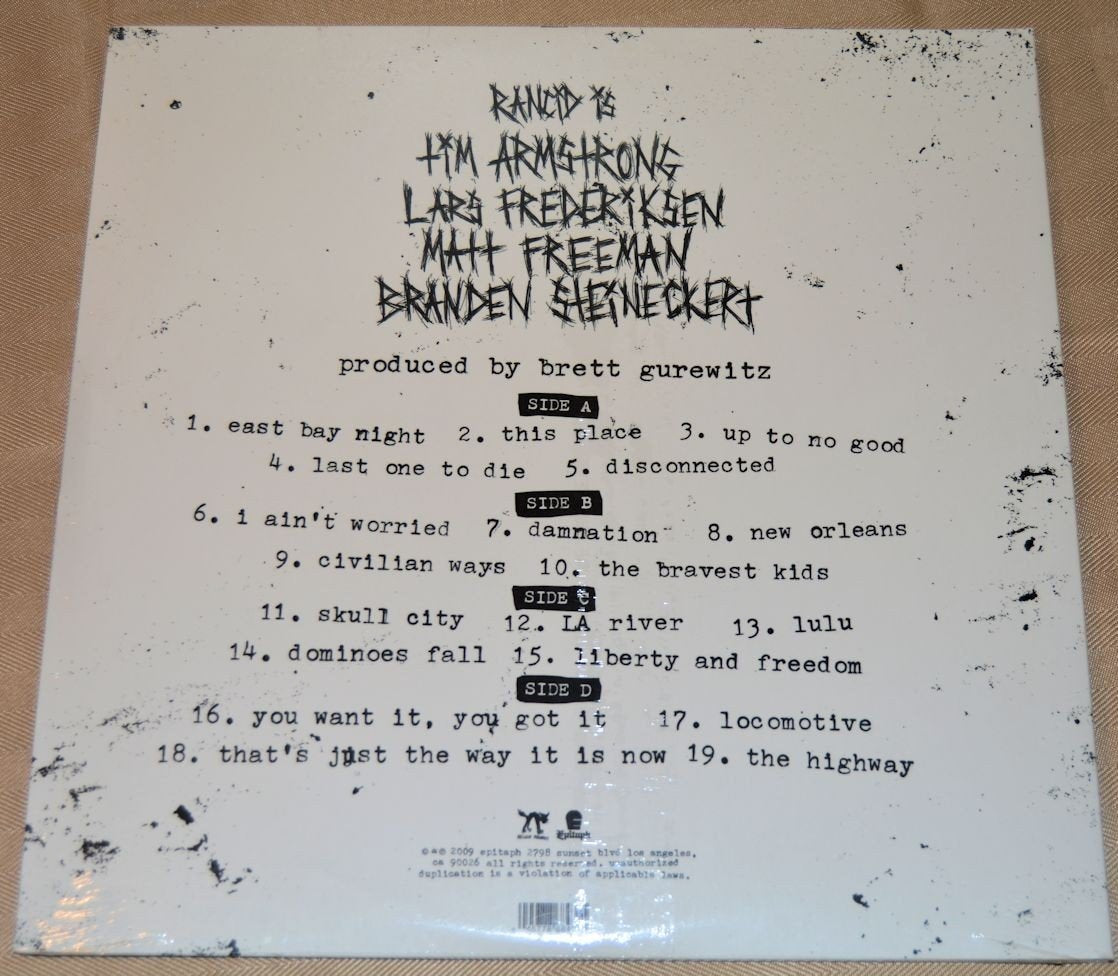 RANCiD iS
tiM ARMStRONG
LARS FREDERiKSEN
MAtt FREEMAN
BRANDEN StEiNECKERt
produced by brett gurewitz
SIDE A
1. east bay night 2. this place 3. up to no good
4. last one to die 5. disconnected
SIDE B
6. i ain't worried 7. damnation 8. new orleans
9. civilian ways 10. the bravest kids
SIDE C
11. skull city 12. LA river 13. lulu
14. dominoes fall 15. liberty and freedom
SIDE D
16. you want it, you got it 17. locomotive
18. that's just the way it is now 19. the highway
Epitaph
2009 epitaph 2798 sunset blvd los angeles,
ca 90026 all rights reserved. unauthorized
duplication is a violation of applicable laws.